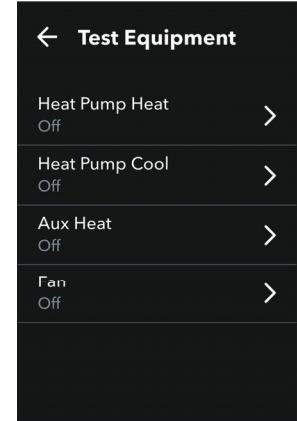 Test Equipment
Heat Pump Heat
Off
Heat Pump Cool
Off
Aux Heat
Off
Fan
Off